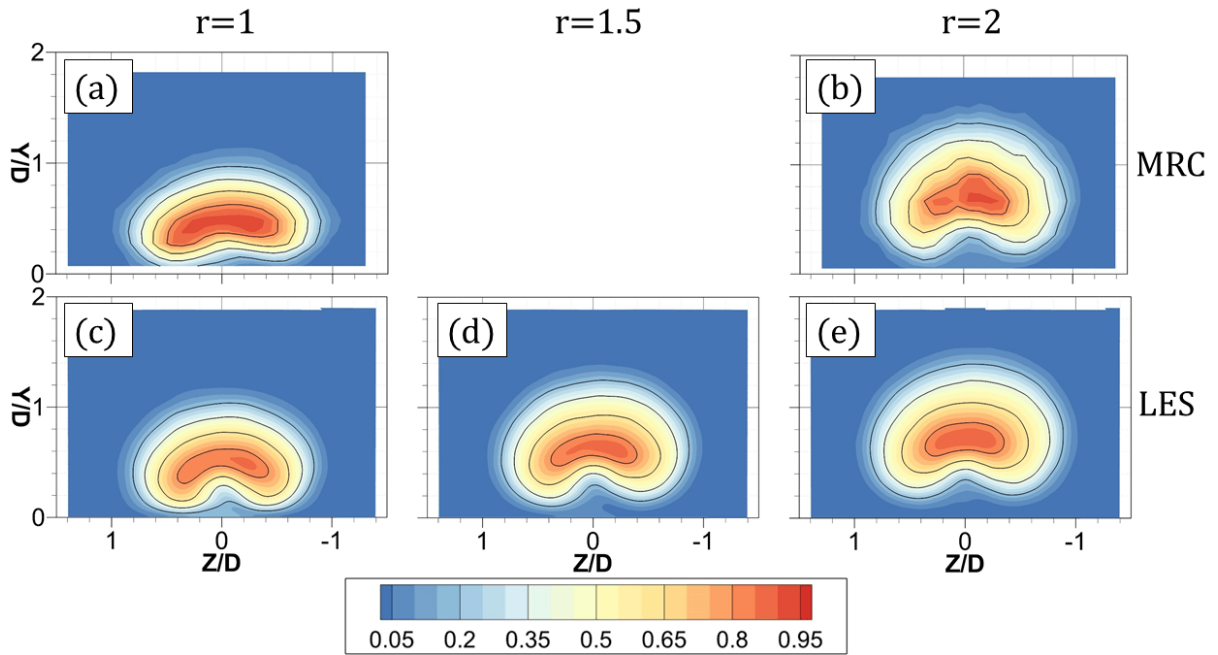 r=1 r=1.5 r=2
2 (a) (b)
Y/D 1 MRC
0
2 (c) (d) (e)
Y/D 1 LES
0
1 0 -1 1 0 -1 1 0 -1
Z/D Z/D Z/D
0.05 0.2 0.35 0.5 0.65 0.8 0.95